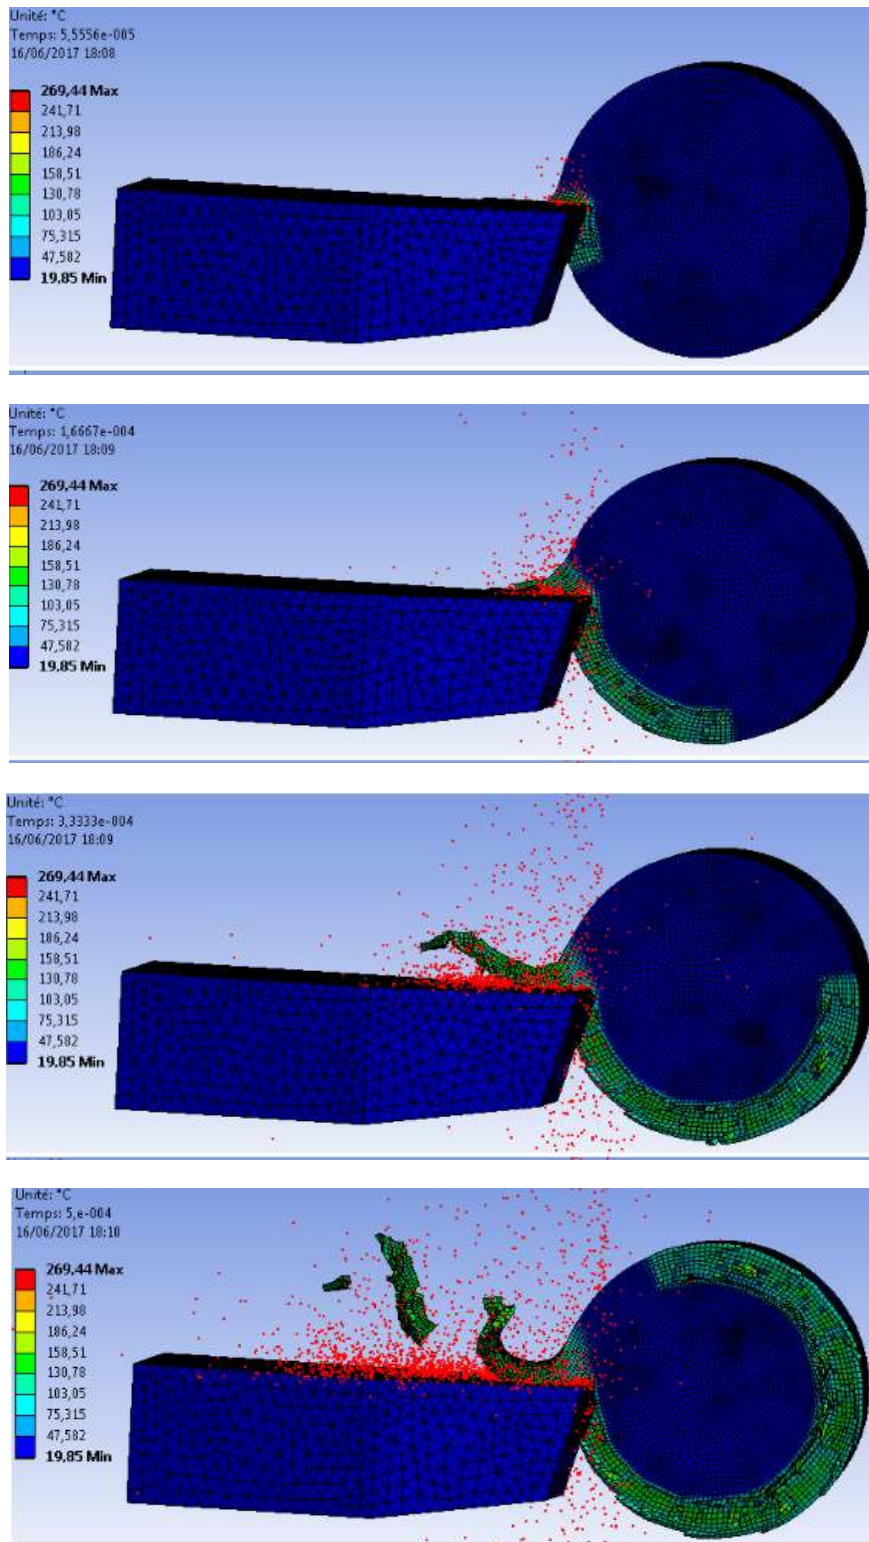 Unité: °C
Temps: 5,5556e-005
16/06/2017 18:08
269,44 Max
241,71
213,98
186,24
158,51
130,78
103,05
75,315
47,582
19,85 Min
Unité: °C
Temps: 1,6667e-004
16/06/2017 18:09
269,44 Max
241,71
213,98
186,24
158,51
130,78
103,05
75,315
47,582
19,85 Min
Unité: °C
Temps: 3,3333e-004
16/06/2017 18:09
269,44 Max
241,71
213,98
186,24
158,51
130,78
103,05
75,315
47,582
19,85 Min
Unité: °C
Temps: 5,e-004
16/06/2017 18:10
269,44 Max
241,71
213,98
186,24
158,51
130,78
103,05
75,315
47,582
19,85 Min